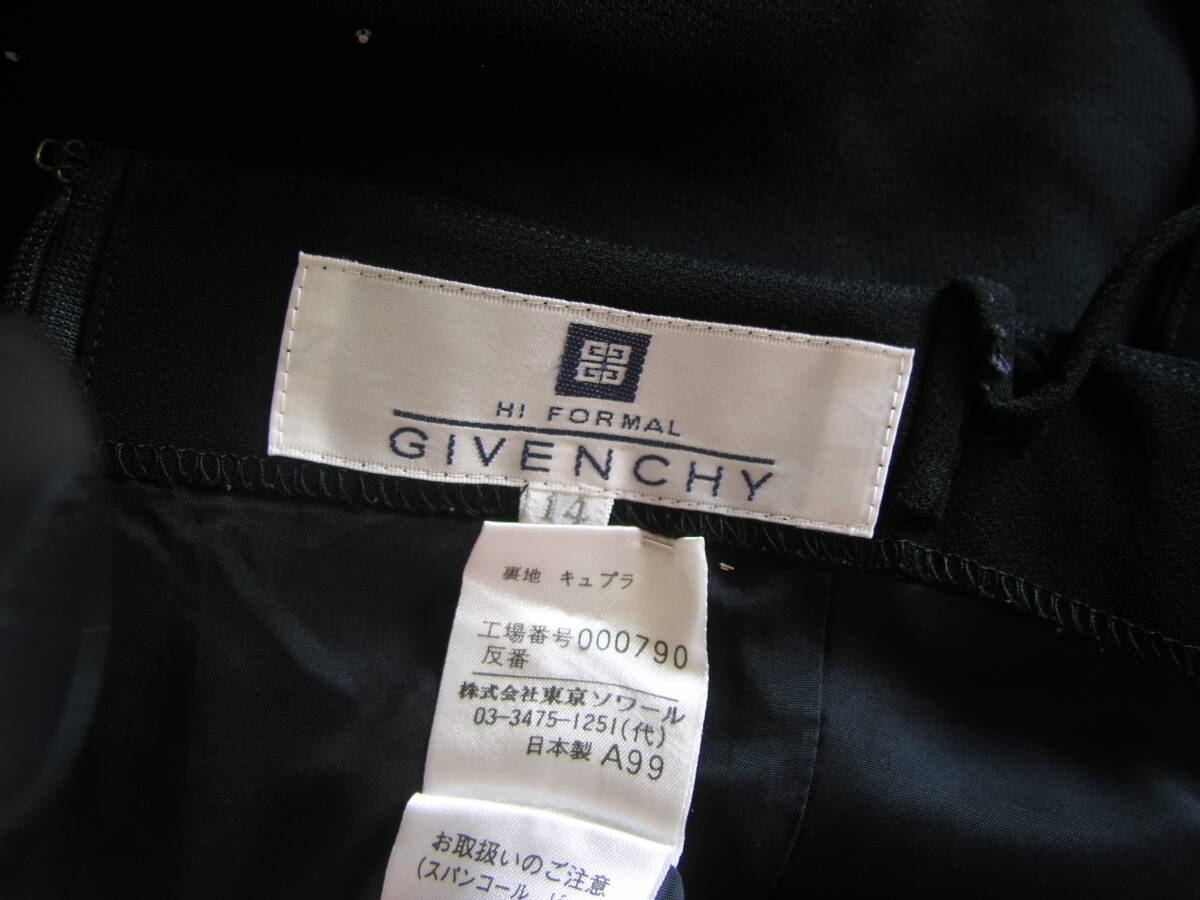 HI FORMAL
GIVENCHY
14
裏地 キュプラ
工場番号000790
反番
株式会社東京ソワール
03-3475-1251(代)
日本製 A99
お取扱いのご注意
(スパンコール